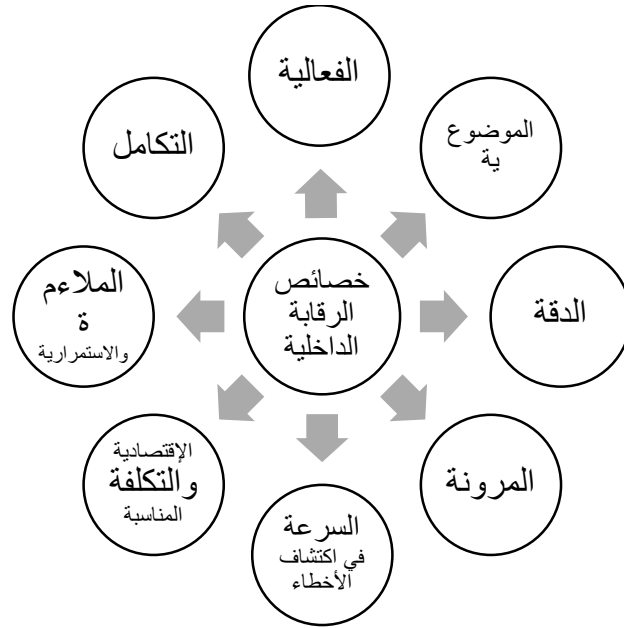 الفعالية
الموضوع
ية
الدقة
المرونة
السرعة
في اكتشاف
الأخطاء
الإقتصادية
والتكلفة
المناسبة
الملاءم
ة
والاستمرارية
التكامل
خصائص
الرقابة
الداخلية